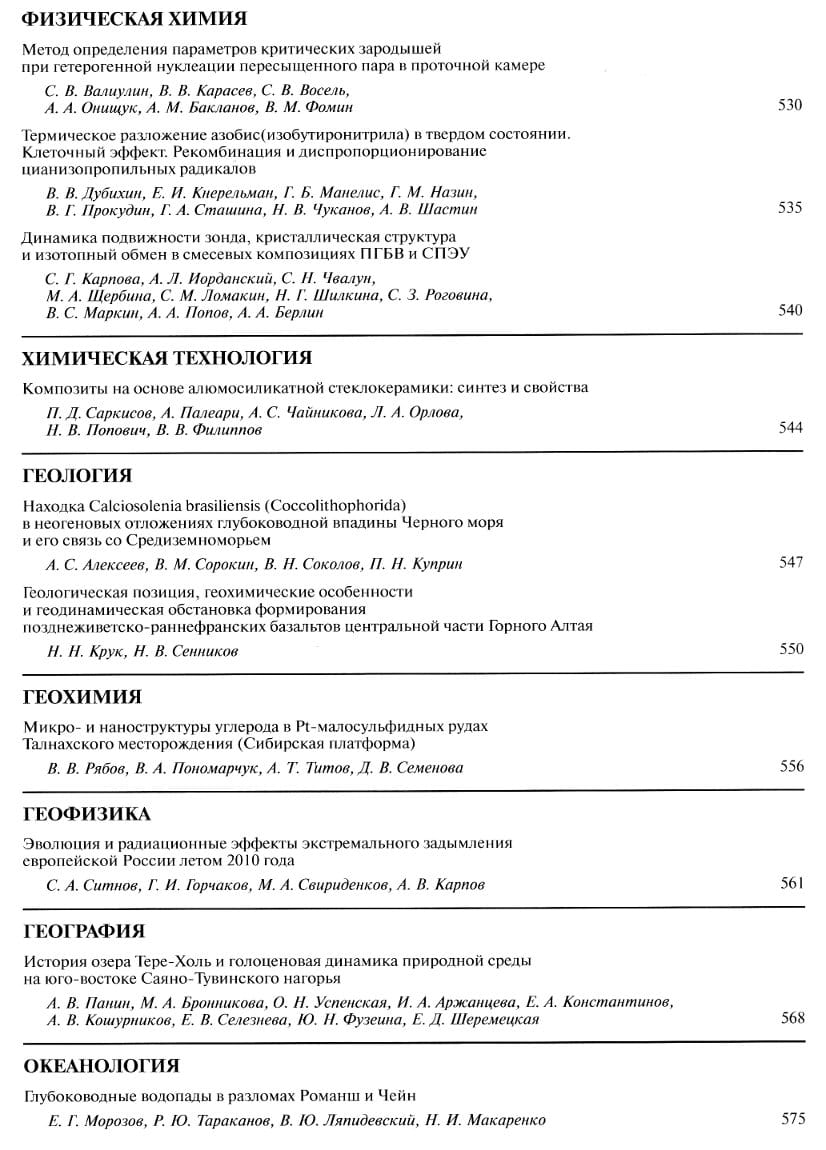 ФИЗИЧЕСКАЯ ХИМИЯ
Метод определения параметров критических зародышей
при гетерогенной нуклеации пересыщенного пара в проточной камере
С. В. Валиулин, В. В. Карасев, С. В. Восель,
А. А. Онищук, А. М. Бакланов, В. М. Фомин 530
Термическое разложение азобис(изобутиронитрила) в твердом состоянии.
Клеточный эффект. Рекомбинация и диспропорционирование
цианизопропильных радикалов
В. В. Дубихин, Е. И. Кнерельман, Г. Б. Манелис, Г. М. Назин,
В. Г. Прокудин, Г. А. Сташина, Н. В. Чуканов, А. В. Шастин 535
Динамика подвижности зонда, кристаллическая структура
и изотопный обмен в смесевых композициях ПГБВ и СПЭУ
С. Г. Карпова, А. Л. Иорданский, С. Н. Чвалун,
М. А. Щербина, С. М. Ломакин, Н. Г. Шилкина, С. З. Роговина,
В. С. Маркин, А. А. Попов, А. А. Берлин 540
ХИМИЧЕСКАЯ ТЕХНОЛОГИЯ
Композиты на основе алюмосиликатной стеклокерамики: синтез и свойства
П. Д. Саркисов, А. Палеари, А. С. Чайникова, Л. А. Орлова,
Н. В. Попович, В. В. Филиппов 544
ГЕОЛОГИЯ
Находка Calciosolenia brasiliensis (Coccolithophorida)
в неогеновых отложениях глубоководной впадины Черного моря
и его связь со Средиземноморьем
А. С. Алексеев, В. М. Сорокин, В. Н. Соколов, П. Н. Куприн 547
Геологическая позиция, геохимические особенности
и геодинамическая обстановка формирования
позднеживетско-раннефранских базальтов центральной части Горного Алтая
Н. Н. Крук, Н. В. Сенников 550
ГЕОХИМИЯ
Микро- и наноструктуры углерода в Pt-малосульфидных рудах
Талнахского месторождения (Сибирская платформа)
В. В. Рябов, В. А. Пономарчук, А. Т. Титов, Д. В. Семенова 556
ГЕОФИЗИКА
Эволюция и радиационные эффекты экстремального задымления
европейской России летом 2010 года
С. А. Ситнов, Г. И. Горчаков, М. А. Свириденков, А. В. Карпов 561
ГЕОГРАФИЯ
История озера Тере-Холь и голоценовая динамика природной среды
на юго-востоке Саяно-Тувинского нагорья
А. В. Панин, М. А. Бронникова, О. Н. Успенская, И. А. Аржанцева, Е. А. Константинов,
А. В. Кошурников, Е. В. Селезнева, Ю. Н. Фузеина, Е. Д. Шеремецкая 568
ОКЕАНОЛОГИЯ
Глубоководные водопады в разломах Романш и Чейн
Е. Г. Морозов, Р. Ю. Тараканов, В. Ю. Ляпидевский, Н. И. Макаренко 575